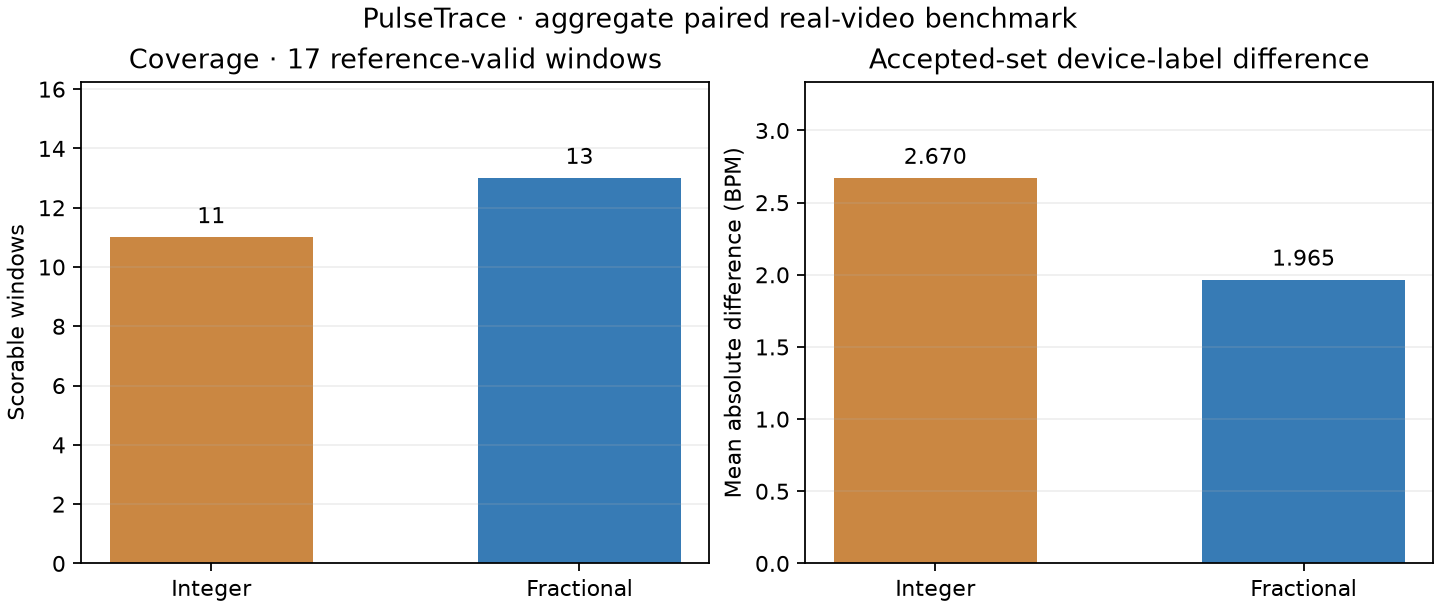 PulseTrace · aggregate paired real-video benchmark
Coverage · 17 reference-valid windows
Scorable windows
16
14
12
10
8
6
4
2
0
11
13
Integer
Fractional
Accepted-set device-label difference
Mean absolute difference (BPM)
3.0
2.5
2.0
1.5
1.0
0.5
0.0
2.670
1.965
Integer
Fractional